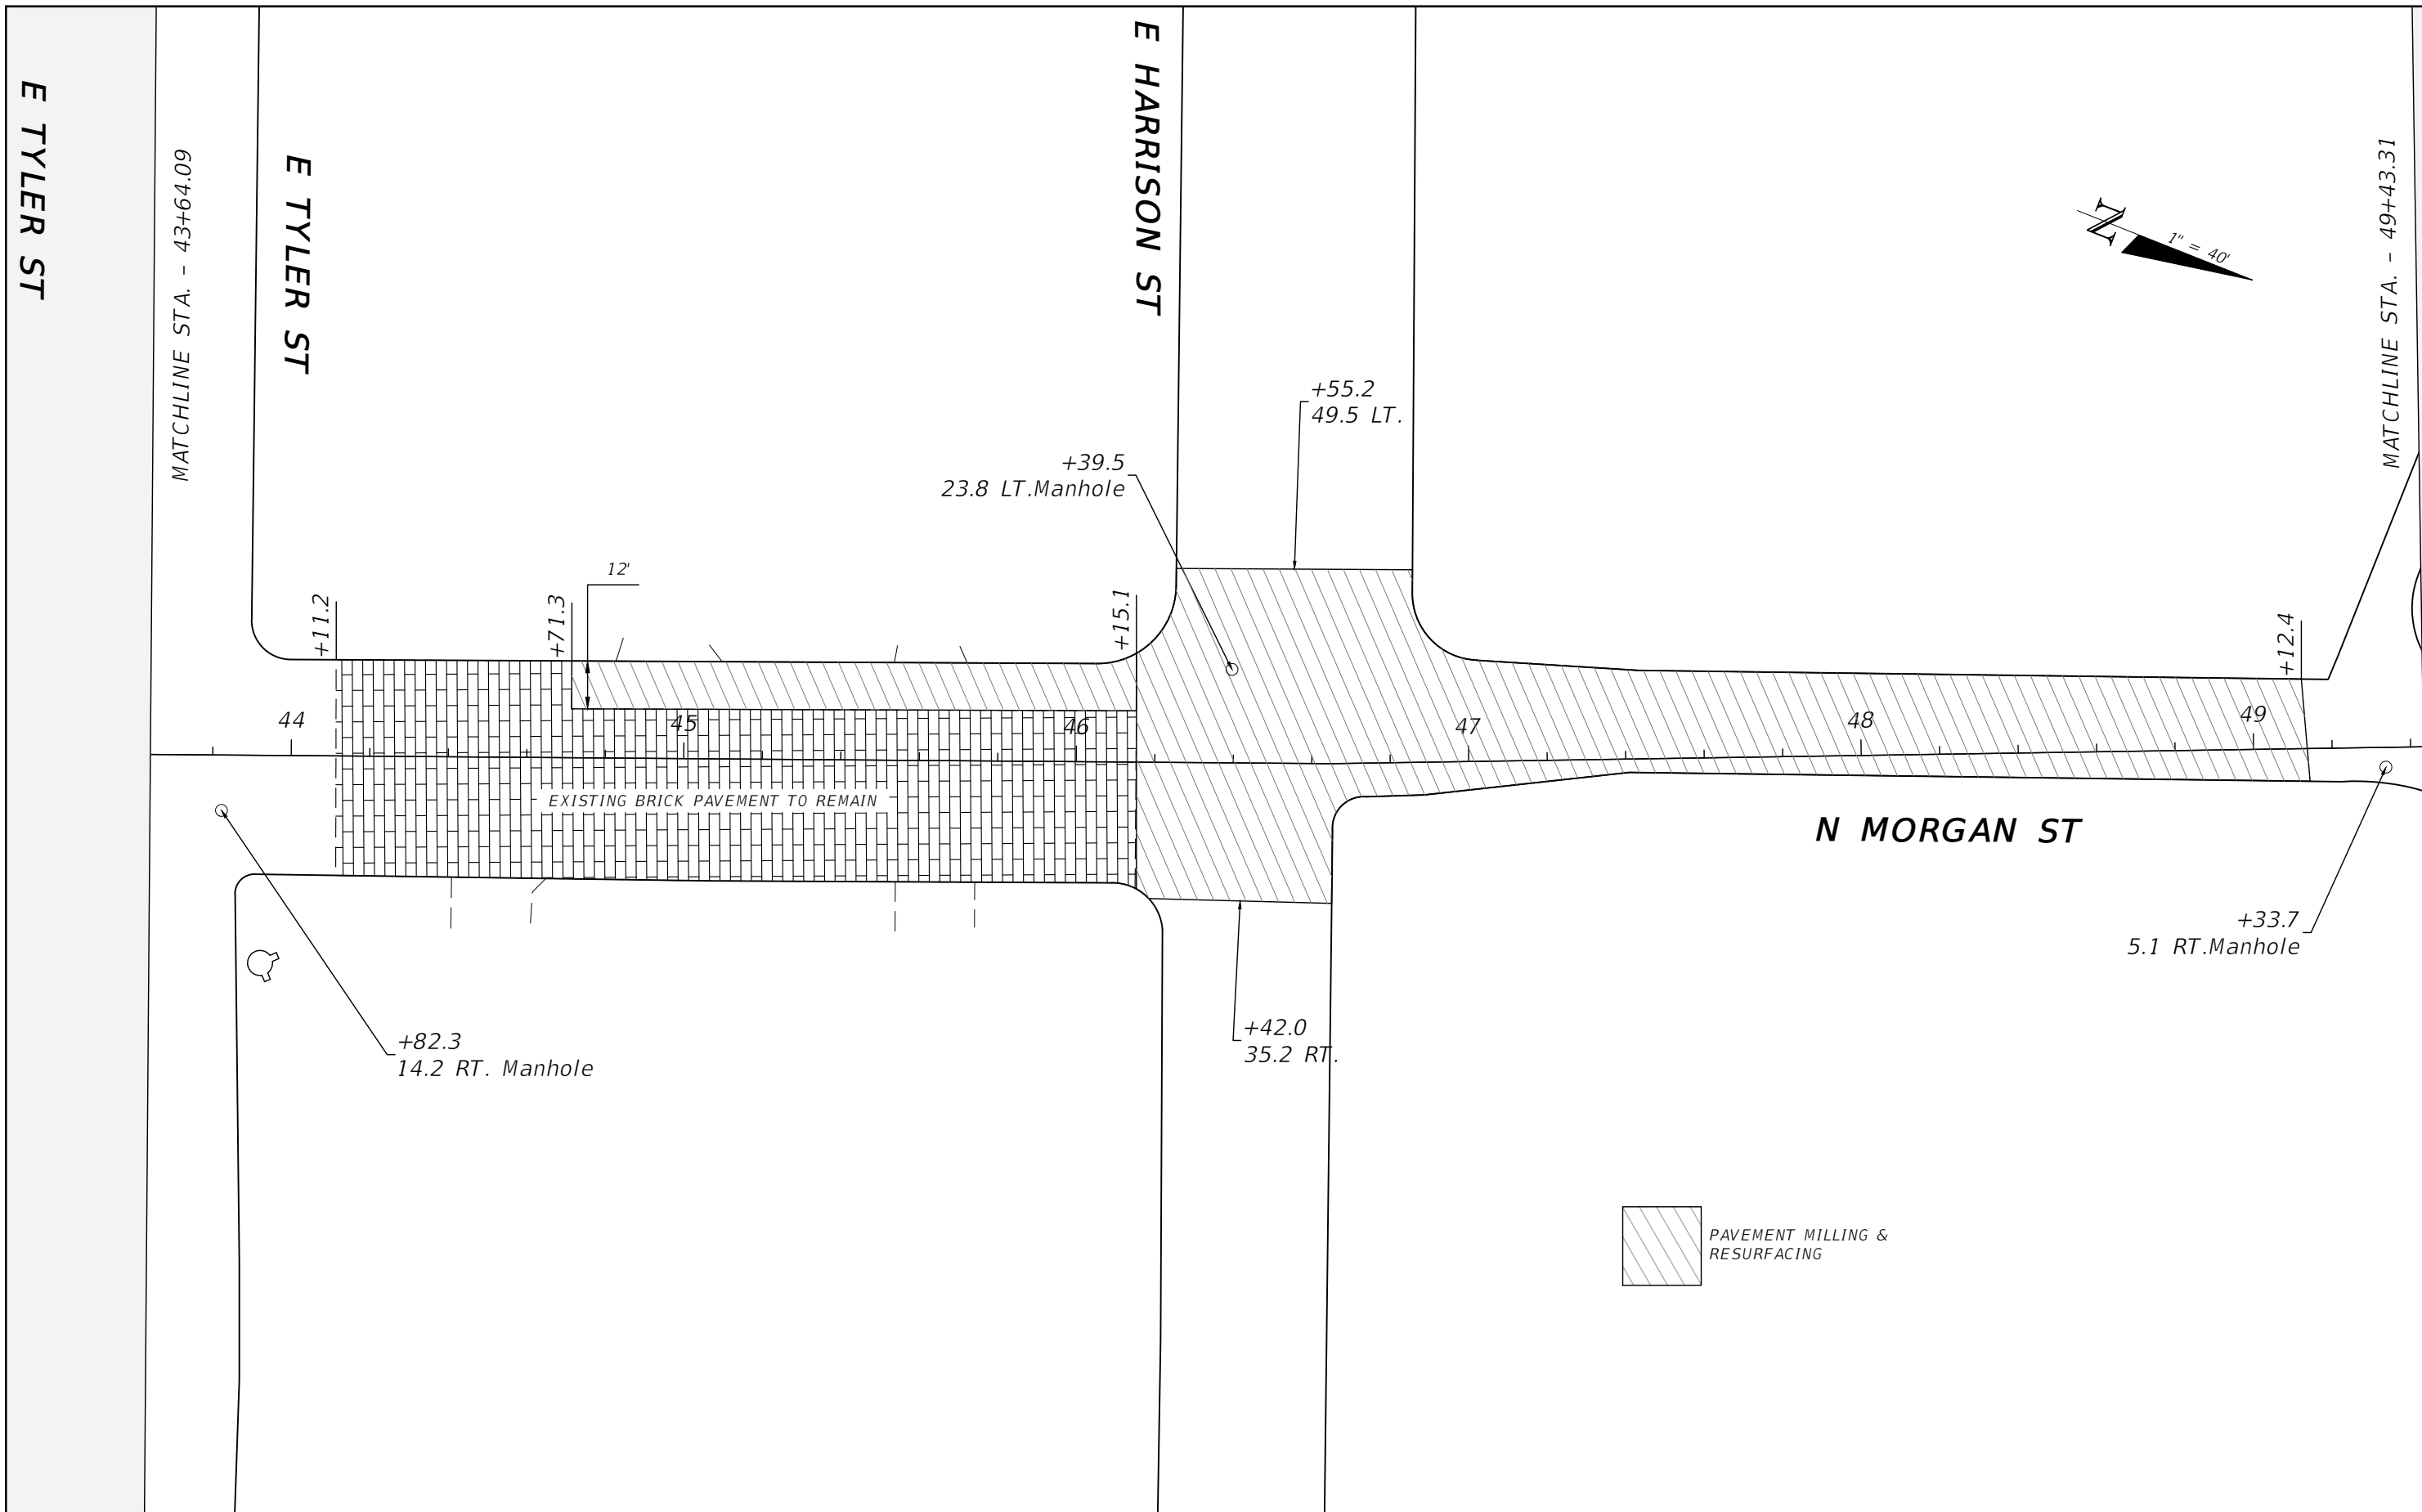 E TYLER ST
MATCHLINE STA. - 43+64.09
E TYLER ST
E HARRISON ST
MATCHLINE STA. - 49+43.31
N
1" = 40'
+55.2
49.5 LT.
+39.5
23.8 LT.Manhole
12'
+11.2
+71.3
+15.1
+12.4
44
45
46
47
48
49
EXISTING BRICK PAVEMENT TO REMAIN
N MORGAN ST
+33.7
5.1 RT.Manhole
+42.0
35.2 RT.
+82.3
14.2 RT. Manhole
PAVEMENT MILLING &
RESURFACING